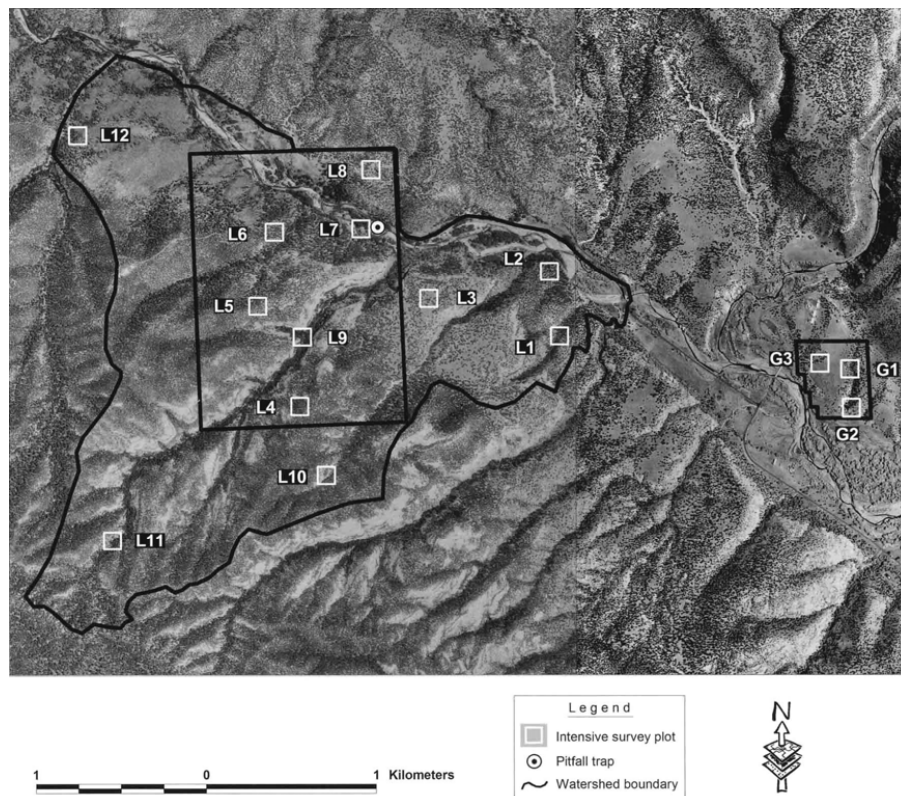 L12
L8
L6
L7
L2
L5
L3
L9
L1
G3
G1
L4
G2
L10
L11
N
Legend
Intensive survey plot
Pitfall trap
Watershed boundary
1 0 1 Kilometers